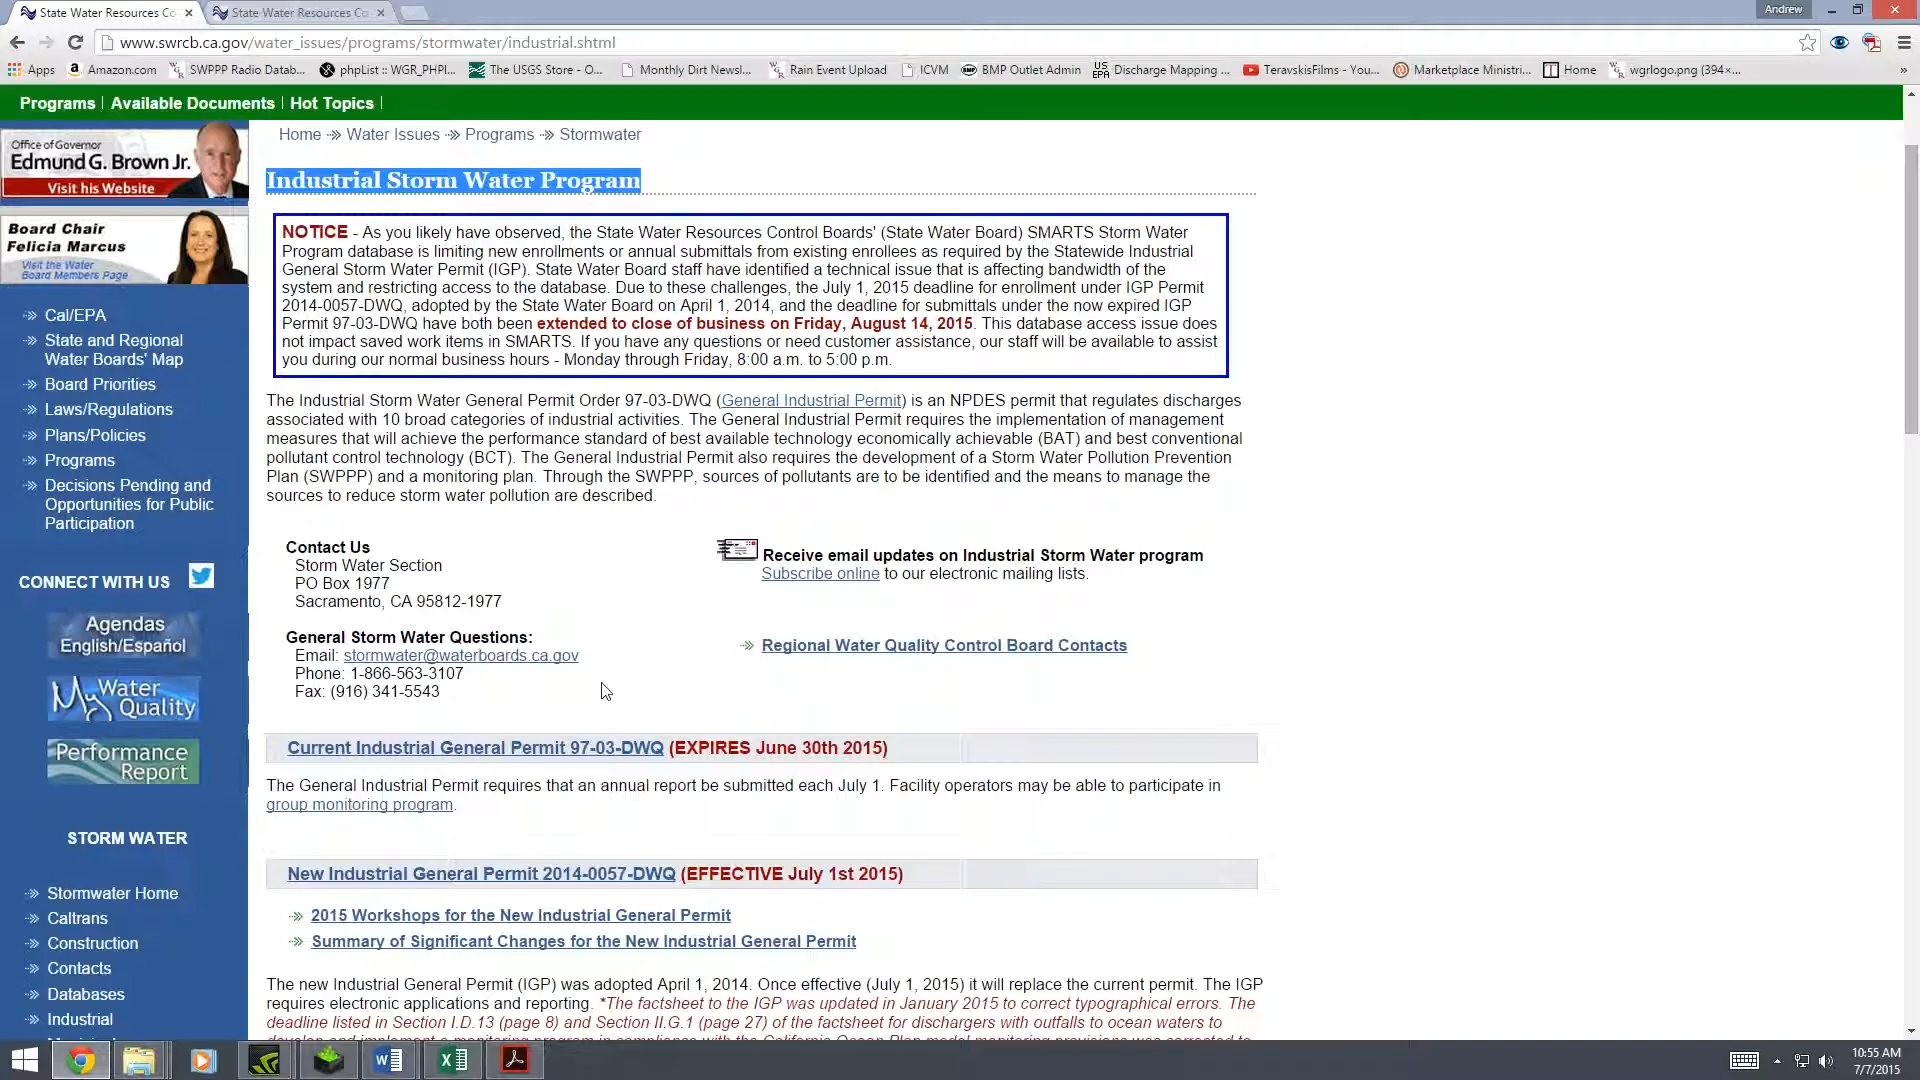 State Water Resources Co
State Water Resources Co
Andrew
www.swrcb.ca.gov/water_issues/programs/stormwater/industrial.shtml
Apps
Amazon.com
SWPPP Radio Datab...
phpList :: WGR_PHPl...
The USGS Store - O...
Monthly Dirt Newsl...
Rain Event Upload
ICVM
BMP Outlet Admin
Discharge Mapping ...
TeravskisFilms - You...
Marketplace Ministri...
Home
wgrlogo.png (394×...
Programs | Available Documents | Hot Topics |
Home Water Issues Programs Stormwater
Office of Governor
Edmund G. Brown Jr.
Visit his Website
Board Chair
Felicia Marcus
Visit the Water
Board Members Page
Cal/EPA
State and Regional
Water Boards' Map
Board Priorities
Laws/Regulations
Plans/Policies
Programs
Decisions Pending and
Opportunities for Public
Participation
CONNECT WITH US
Agendas
English/Español
My Water
Quality
Performance
Report
STORM WATER
Stormwater Home
Caltrans
Construction
Contacts
Databases
Industrial
Industrial Storm Water Program
NOTICE - As you likely have observed, the State Water Resources Control Boards' (State Water Board) SMARTS Storm Water
Program database is limiting new enrollments or annual submittals from existing enrollees as required by the Statewide Industrial
General Storm Water Permit (IGP). State Water Board staff have identified a technical issue that is affecting bandwidth of the
system and restricting access to the database. Due to these challenges, the July 1, 2015 deadline for enrollment under IGP Permit
2014-0057-DWQ, adopted by the State Water Board on April 1, 2014, and the deadline for submittals under the now expired IGP
Permit 97-03-DWQ have both been extended to close of business on Friday, August 14, 2015. This database access issue does
not impact saved work items in SMARTS. If you have any questions or need customer assistance, our staff will be available to assist
you during our normal business hours - Monday through Friday, 8:00 a.m. to 5:00 p.m.
The Industrial Storm Water General Permit Order 97-03-DWQ (General Industrial Permit) is an NPDES permit that regulates discharges
associated with 10 broad categories of industrial activities. The General Industrial Permit requires the implementation of management
measures that will achieve the performance standard of best available technology economically achievable (BAT) and best conventional
pollutant control technology (BCT). The General Industrial Permit also requires the development of a Storm Water Pollution Prevention
Plan (SWPPP) and a monitoring plan. Through the SWPPP, sources of pollutants are to be identified and the means to manage the
sources to reduce storm water pollution are described.
Contact Us
Storm Water Section
PO Box 1977
Sacramento, CA 95812-1977
General Storm Water Questions:
Email: stormwater@waterboards.ca.gov
Phone: 1-866-563-3107
Fax: (916) 341-5543
Receive email updates on Industrial Storm Water program
Subscribe online to our electronic mailing lists.
Regional Water Quality Control Board Contacts
Current Industrial General Permit 97-03-DWQ (EXPIRES June 30th 2015)
The General Industrial Permit requires that an annual report be submitted each July 1. Facility operators may be able to participate in
group monitoring program.
New Industrial General Permit 2014-0057-DWQ (EFFECTIVE July 1st 2015)
2015 Workshops for the New Industrial General Permit
Summary of Significant Changes for the New Industrial General Permit
The new Industrial General Permit (IGP) was adopted April 1, 2014. Once effective (July 1, 2015) it will replace the current permit. The IGP
requires electronic applications and reporting. *The factsheet to the IGP was updated in January 2015 to correct typographical errors. The
deadline listed in Section I.D.13 (page 8) and Section II.G.1 (page 27) of the factsheet for dischargers with outfalls to ocean waters to
10:55 AM
7/7/2015